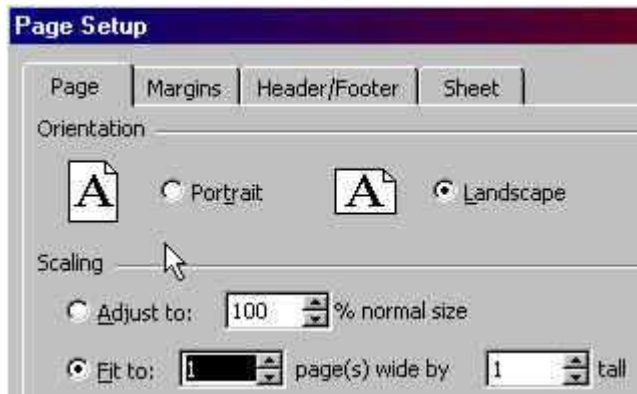 Page Setup
Page Margins Header/Footer Sheet
Orientation
A Portrait A Landscape
Scaling
Adjust to: 100 % normal size
Fit to: 1 page(s) wide by 1 tall